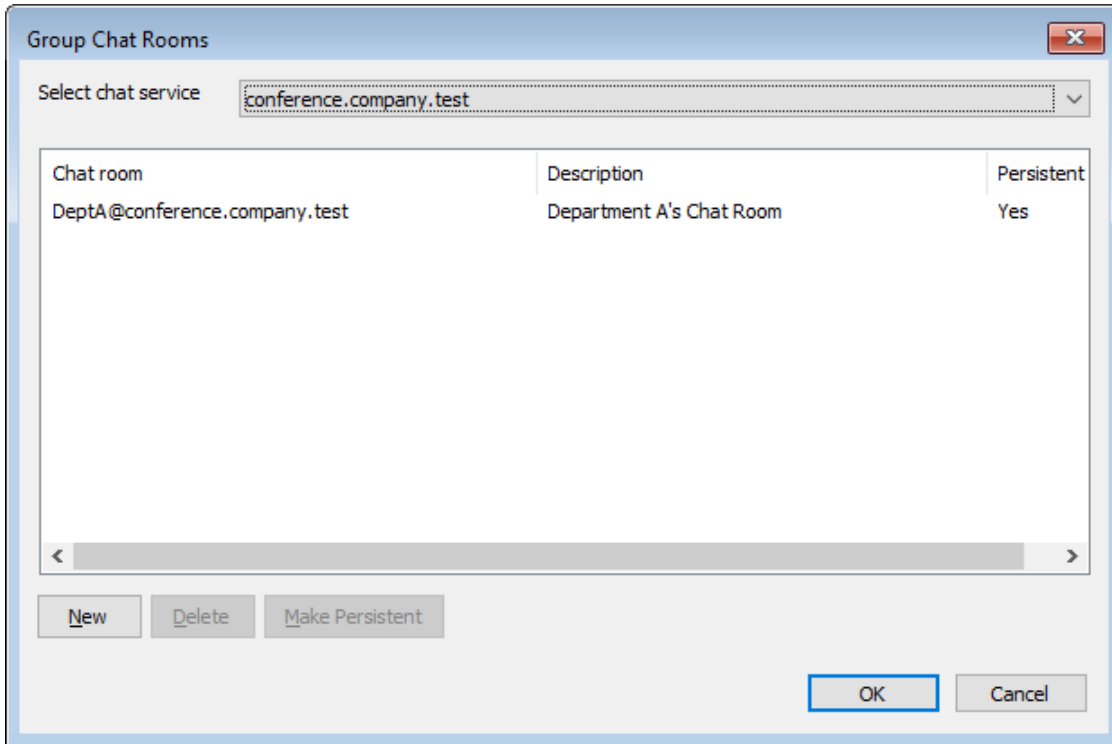 Group Chat Rooms
Select chat service conference.company.test
Chat room Description Persistent
DeptA@conference.company.test Department A's Chat Room Yes
New Delete Make Persistent
OK Cancel